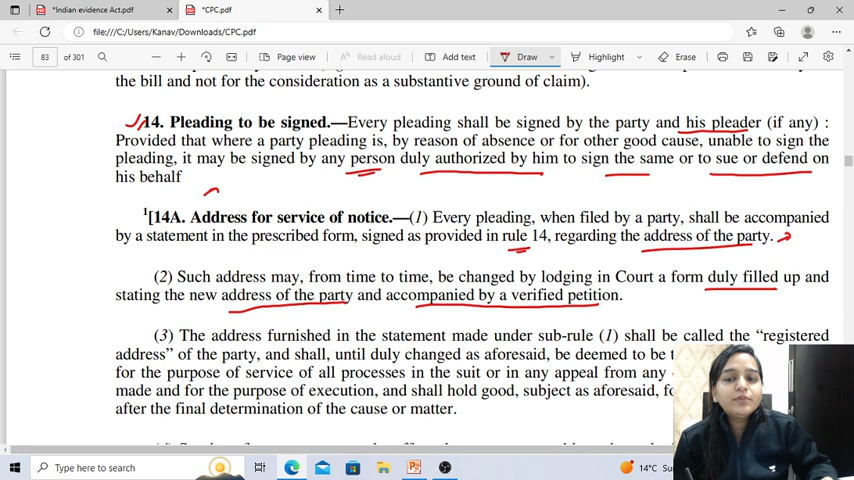 *Indian evidence Act.pdf
*CPC.pdf
file:///C:/Users/Kanav/Downloads/CPC.pdf
83 of 301
Page view
Read aloud
Add text
Draw
Highlight
Erase
the bill and not for the consideration as a substantive ground of claim).
14. Pleading to be signed.—Every pleading shall be signed by the party and his pleader (if any) :
Provided that where a party pleading is, by reason of absence or for other good cause, unable to sign the
pleading, it may be signed by any person duly authorized by him to sign the same or to sue or defend on
his behalf
1[14A. Address for service of notice.—(1) Every pleading, when filed by a party, shall be accompanied
by a statement in the prescribed form, signed as provided in rule 14, regarding the address of the party.
(2) Such address may, from time to time, be changed by lodging in Court a form duly filled up and
stating the new address of the party and accompanied by a verified petition.
(3) The address furnished in the statement made under sub-rule (1) shall be called the “registered
address” of the party, and shall, until duly changed as aforesaid, be deemed to be
for the purpose of service of all processes in the suit or in any appeal from any
made and for the purpose of execution, and shall hold good, subject as aforesaid,
after the final determination of the cause or matter.
Type here to search
14°C